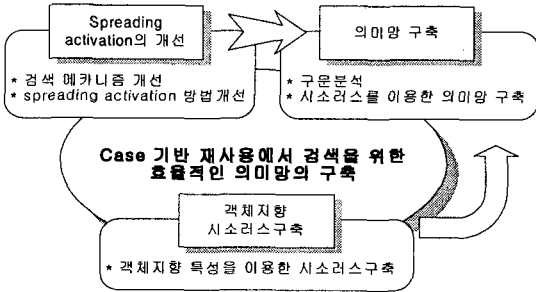 Spreading
activation의 개선
* 검색 메카니즘 개선
* spreading activation 방법개선
의미망 구축
* 구문분석
* 시소러스를 이용한 의미망 구축
Case 기반 재사용에서 검색을 위한
효율적인 의미망의 구축
객체지향
시소러스구축
* 객체지향 특성을 이용한 시소러스구축